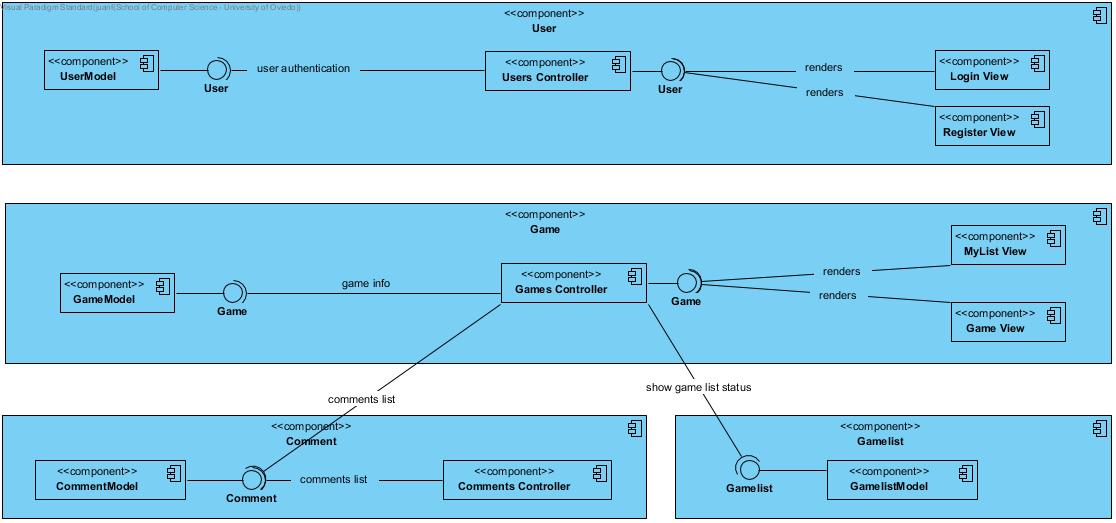 Visual Paradigm Standard(juanf(School of Computer Science - University of Oviedo))
<<component>>
User
<<component>>
UserModel
User
user authentication
<<component>>
Users Controller
User
renders
renders
<<component>>
Login View
<<component>>
Register View
<<component>>
Game
<<component>>
GameModel
Game
game info
<<component>>
Games Controller
Game
renders
renders
<<component>>
MyList View
<<component>>
Game View
comments list
show game list status
<<component>>
Comment
<<component>>
CommentModel
Comment
comments list
<<component>>
Comments Controller
<<component>>
Gamelist
Gamelist
<<component>>
GamelistModel